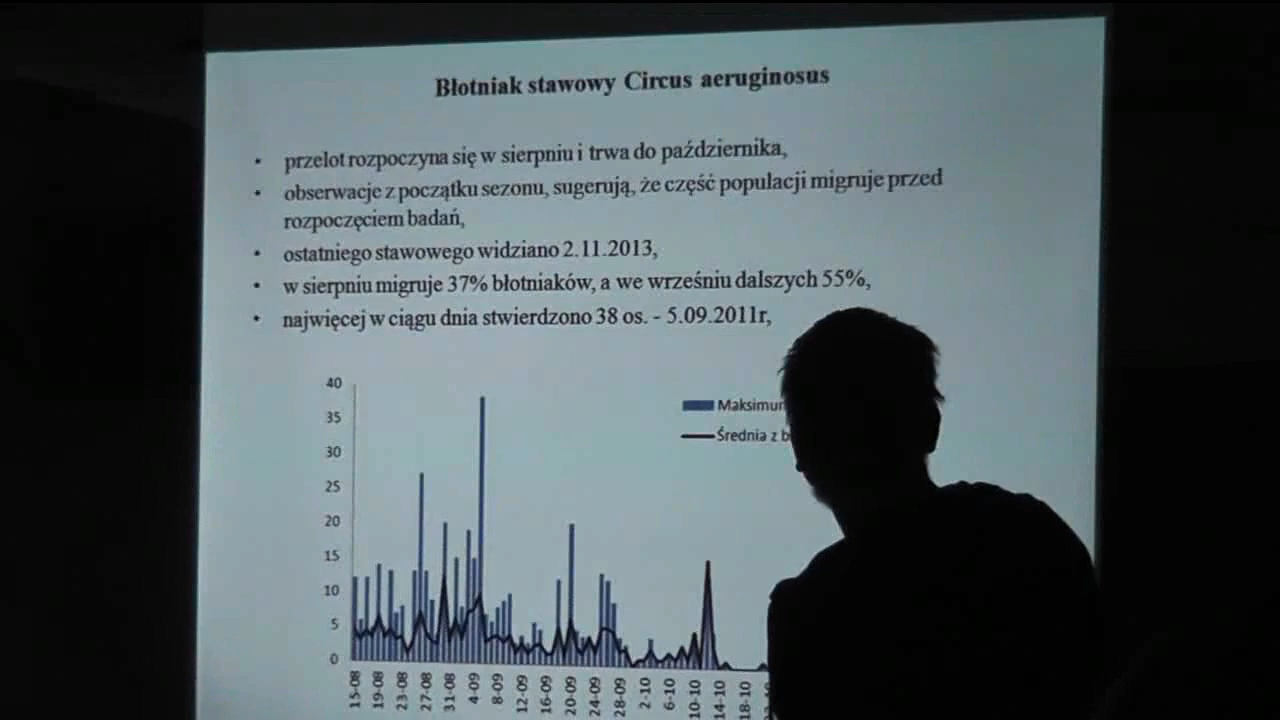 Błotniak stawowy Circus aeruginosus
• przelot rozpoczyna się w sierpniu i trwa do października,
• obserwacje z początku sezonu, sugerują, że część populacji migruje przed
rozpoczęciem badań,
• ostatniego stawowego widziano 2.11.2013,
• w sierpniu migruje 37% błotniaków, a we wrześniu dalszych 55%,
• najwięcej w ciągu dnia stwierdzono 38 os. - 5.09.2011r,
40
35
30
25
20
15
10
5
0
Maksimum
Średnia z
15-08 19-08 23-08 27-08 31-08 4-09 8-09 12-09 16-09 20-09 24-09 28-09 2-10 6-10 10-10 14-10 18-10